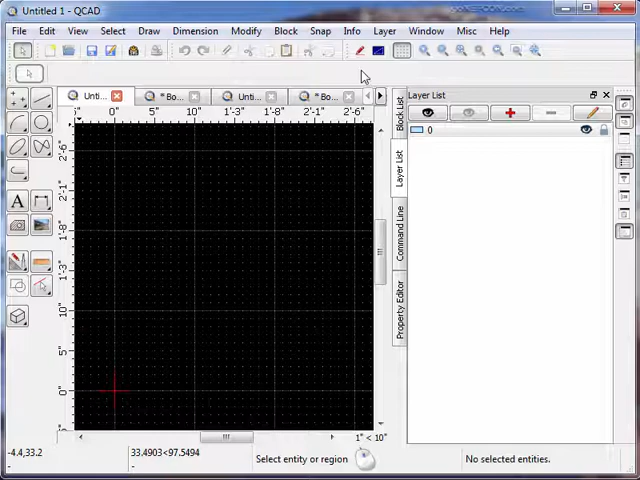 Untitled 1 - QCAD
File Edit View Select Draw Dimension Modify Block Snap Info Layer Window Misc Help
Unti... * Bo... Unti... * Bo...
Layer List
0" 5" 10" 1'-3" 1'-8" 2'-1" 2'-6"
2'-6"
2'-1"
1'-8"
1'-3"
10"
5"
0"
0
Block List
Layer List
Command Line
Property Editor
A
1" < 10"
-4.4,33.2
-
33.4903<97.5494
-
Select entity or region
No selected entities.